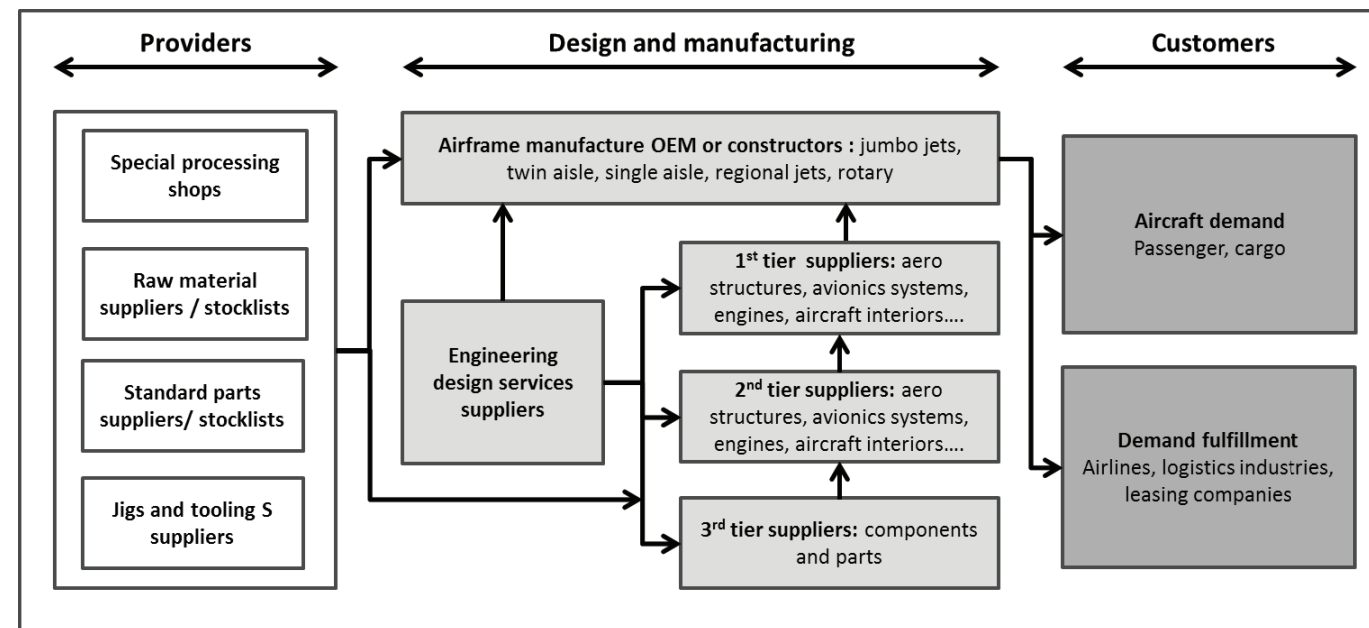 Providers
Design and manufacturing
Customers
Special processing
shops
Raw material
suppliers / stocklists
Standard parts
suppliers/ stocklists
Jigs and tooling S
suppliers
Airframe manufacture OEM or constructors : jumbo jets,
twin aisle, single aisle, regional jets, rotary
Engineering
design services
suppliers
1st tier suppliers: aero
structures, avionics systems,
engines, aircraft interiors....
2nd tier suppliers: aero
structures, avionics systems,
engines, aircraft interiors....
3rd tier suppliers: components
and parts
Aircraft demand
Passenger, cargo
Demand fulfillment
Airlines, logistics industries,
leasing companies